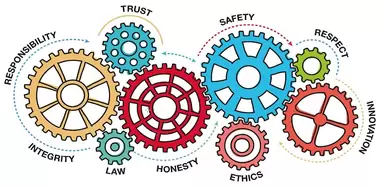 TRUST
SAFETY
RESPONSIBILITY
RESPECT
INNOVATION
INTEGRITY
LAW
HONESTY
ETHICS